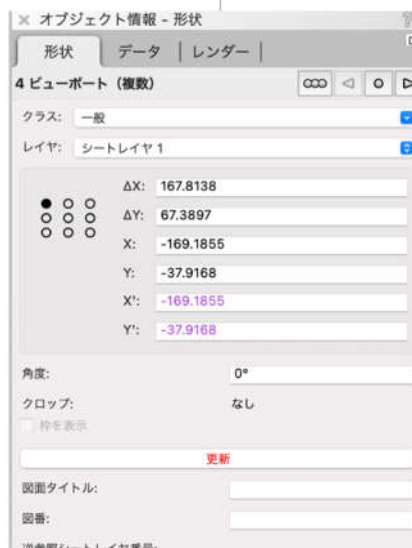 オブジェクト情報 - 形状
形状 データ レンダー
4 ビューポート（複数）
クラス: 一般
レイヤ: シートレイヤ 1
ΔX: 167.8138
ΔY: 67.3897
X: -169.1855
Y: -37.9168
X': -169.1855
Y': -37.9168
角度: 0°
クロップ: なし
枠を表示
更新
図面タイトル:
図番: